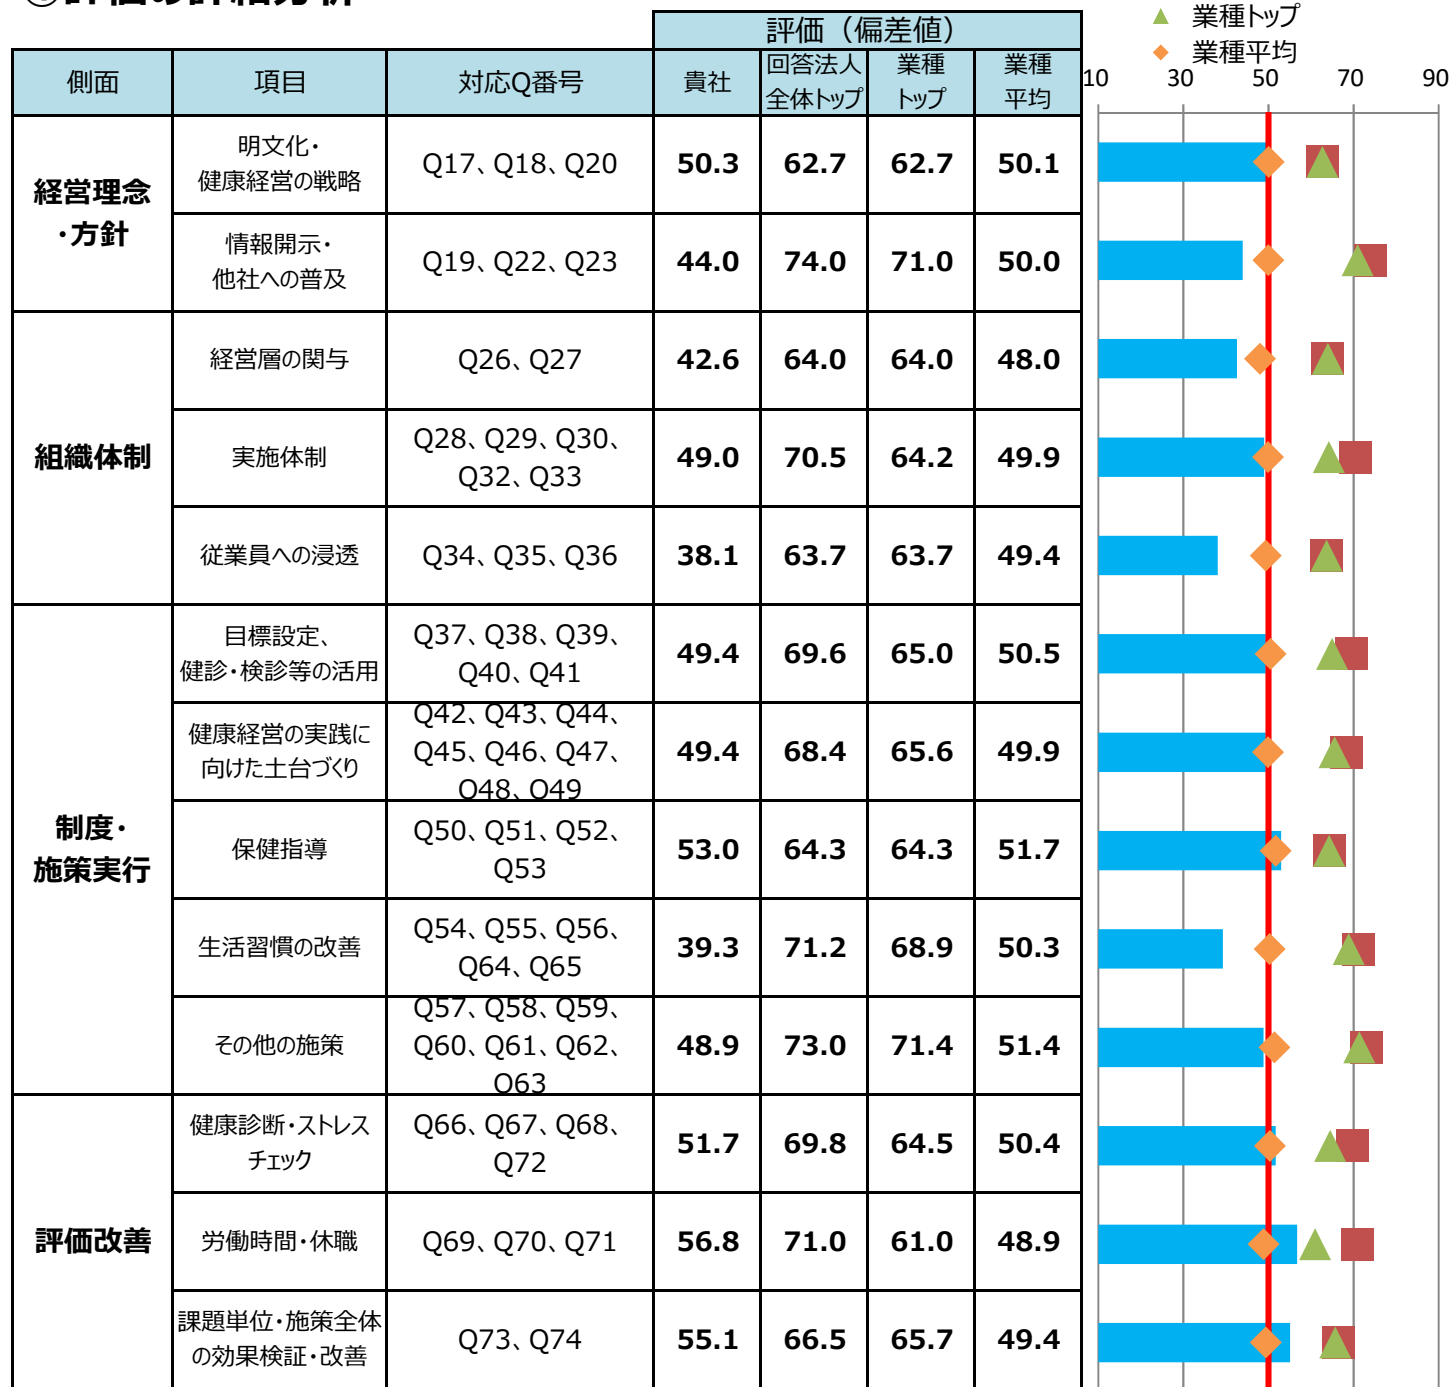 ①評価の詳細分析
▲ 業種トップ
◆ 業種平均
評価（偏差値）
側面 項目 対応Q番号 貴社 回答法人 業種 業種
全体トップ トップ 平均
10 30 50 70 90
経営理念
・方針
明文化・
健康経営の戦略
Q17、Q18、Q20 50.3 62.7 62.7 50.1
情報開示・
他社への普及
Q19、Q22、Q23 44.0 74.0 71.0 50.0
組織体制
経営層の関与 Q26、Q27 42.6 64.0 64.0 48.0
実施体制
Q28、Q29、Q30、
Q32、Q33
49.0 70.5 64.2 49.9
従業員への浸透 Q34、Q35、Q36 38.1 63.7 63.7 49.4
制度・
施策実行
目標設定、
健診・検診等の活用
Q37、Q38、Q39、
Q40、Q41
49.4 69.6 65.0 50.5
健康経営の実践に
向けた土台づくり
Q42、Q43、Q44、
Q45、Q46、Q47、
Q48、Q49
49.4 68.4 65.6 49.9
保健指導
Q50、Q51、Q52、
Q53
53.0 64.3 64.3 51.7
生活習慣の改善
Q54、Q55、Q56、
Q64、Q65
39.3 71.2 68.9 50.3
その他の施策
Q57、Q58、Q59、
Q60、Q61、Q62、
Q63
48.9 73.0 71.4 51.4
評価改善
健康診断・ストレス
チェック
Q66、Q67、Q68、
Q72
51.7 69.8 64.5 50.4
労働時間・休職 Q69、Q70、Q71 56.8 71.0 61.0 48.9
課題単位・施策全体
の効果検証・改善
Q73、Q74 55.1 66.5 65.7 49.4